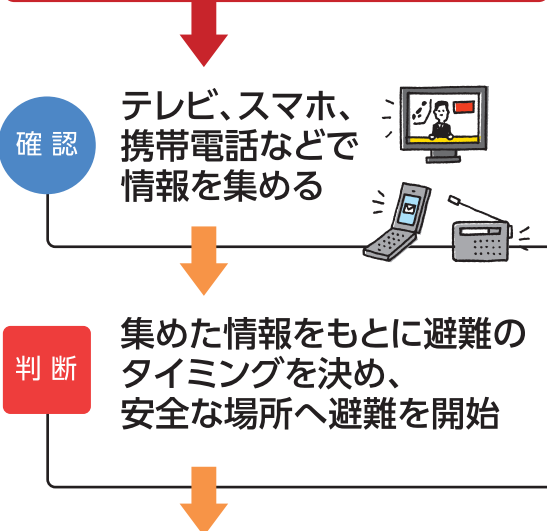 確認
テレビ、スマホ、
携帯電話などで
情報を集める
判断
集めた情報をもとに避難の
タイミングを決め、
安全な場所へ避難を開始